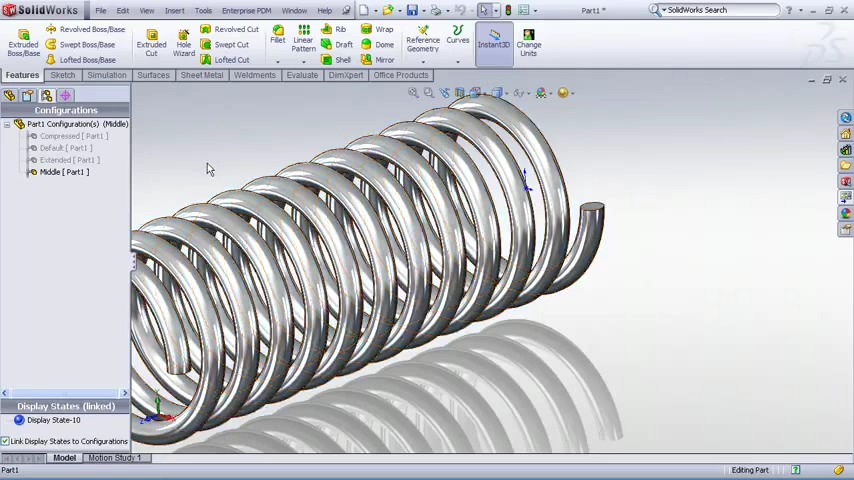 SolidWorks File Edit View Insert Tools Enterprise PDM Window Help Part1 * SolidWorks Search
Extruded Boss/Base
Revolved Boss/Base
Swept Boss/Base
Lofted Boss/Base
Extruded Cut
Hole Wizard
Revolved Cut
Swept Cut
Lofted Cut
Fillet
Linear Pattern
Rib
Draft
Shell
Wrap
Dome
Mirror
Reference Geometry
Curves
Instant3D
Change Units
Features Sketch Simulation Surfaces Sheet Metal Weldments Evaluate DimXpert Office Products
Configurations
Part1 Configuration(s) (Middle)
Compressed [ Part1 ]
Default [ Part1 ]
Extended [ Part1 ]
Middle [ Part1 ]
Display States (linked)
Display State-10
Link Display States to Configurations
Model Motion Study 1
Part1 Editing Part